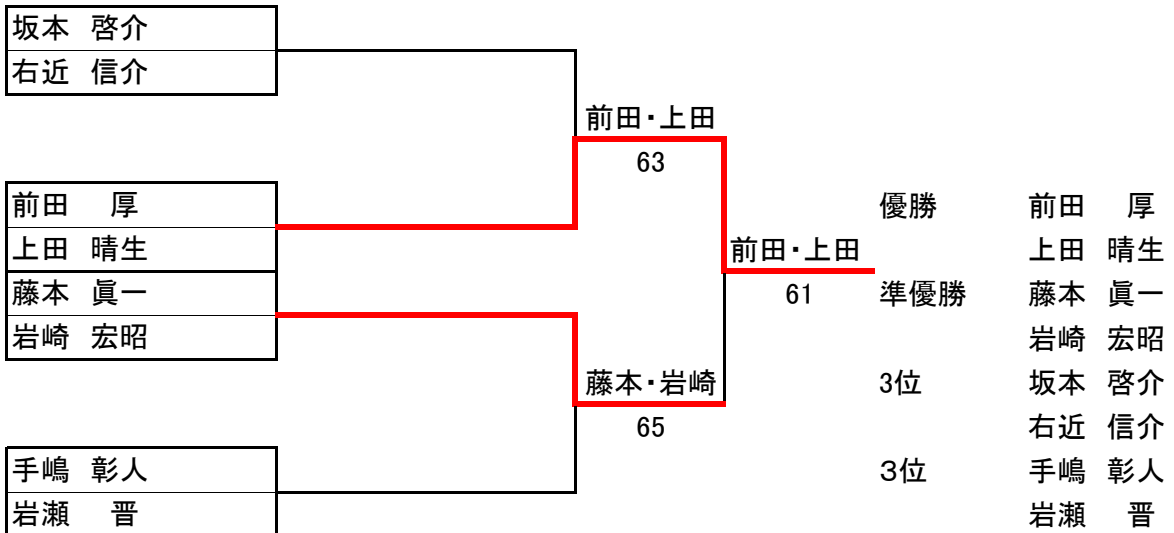 坂本 啓介
右近 信介
前田・上田
63
前田 厚
上田 晴生
藤本 眞一
岩崎 宏昭
前田・上田
61
藤本・岩崎
65
手嶋 彰人
岩瀬 晋
優勝 前田 厚
上田 晴生
準優勝 藤本 眞一
岩崎 宏昭
3位 坂本 啓介
右近 信介
３位 手嶋 彰人
岩瀬 晋